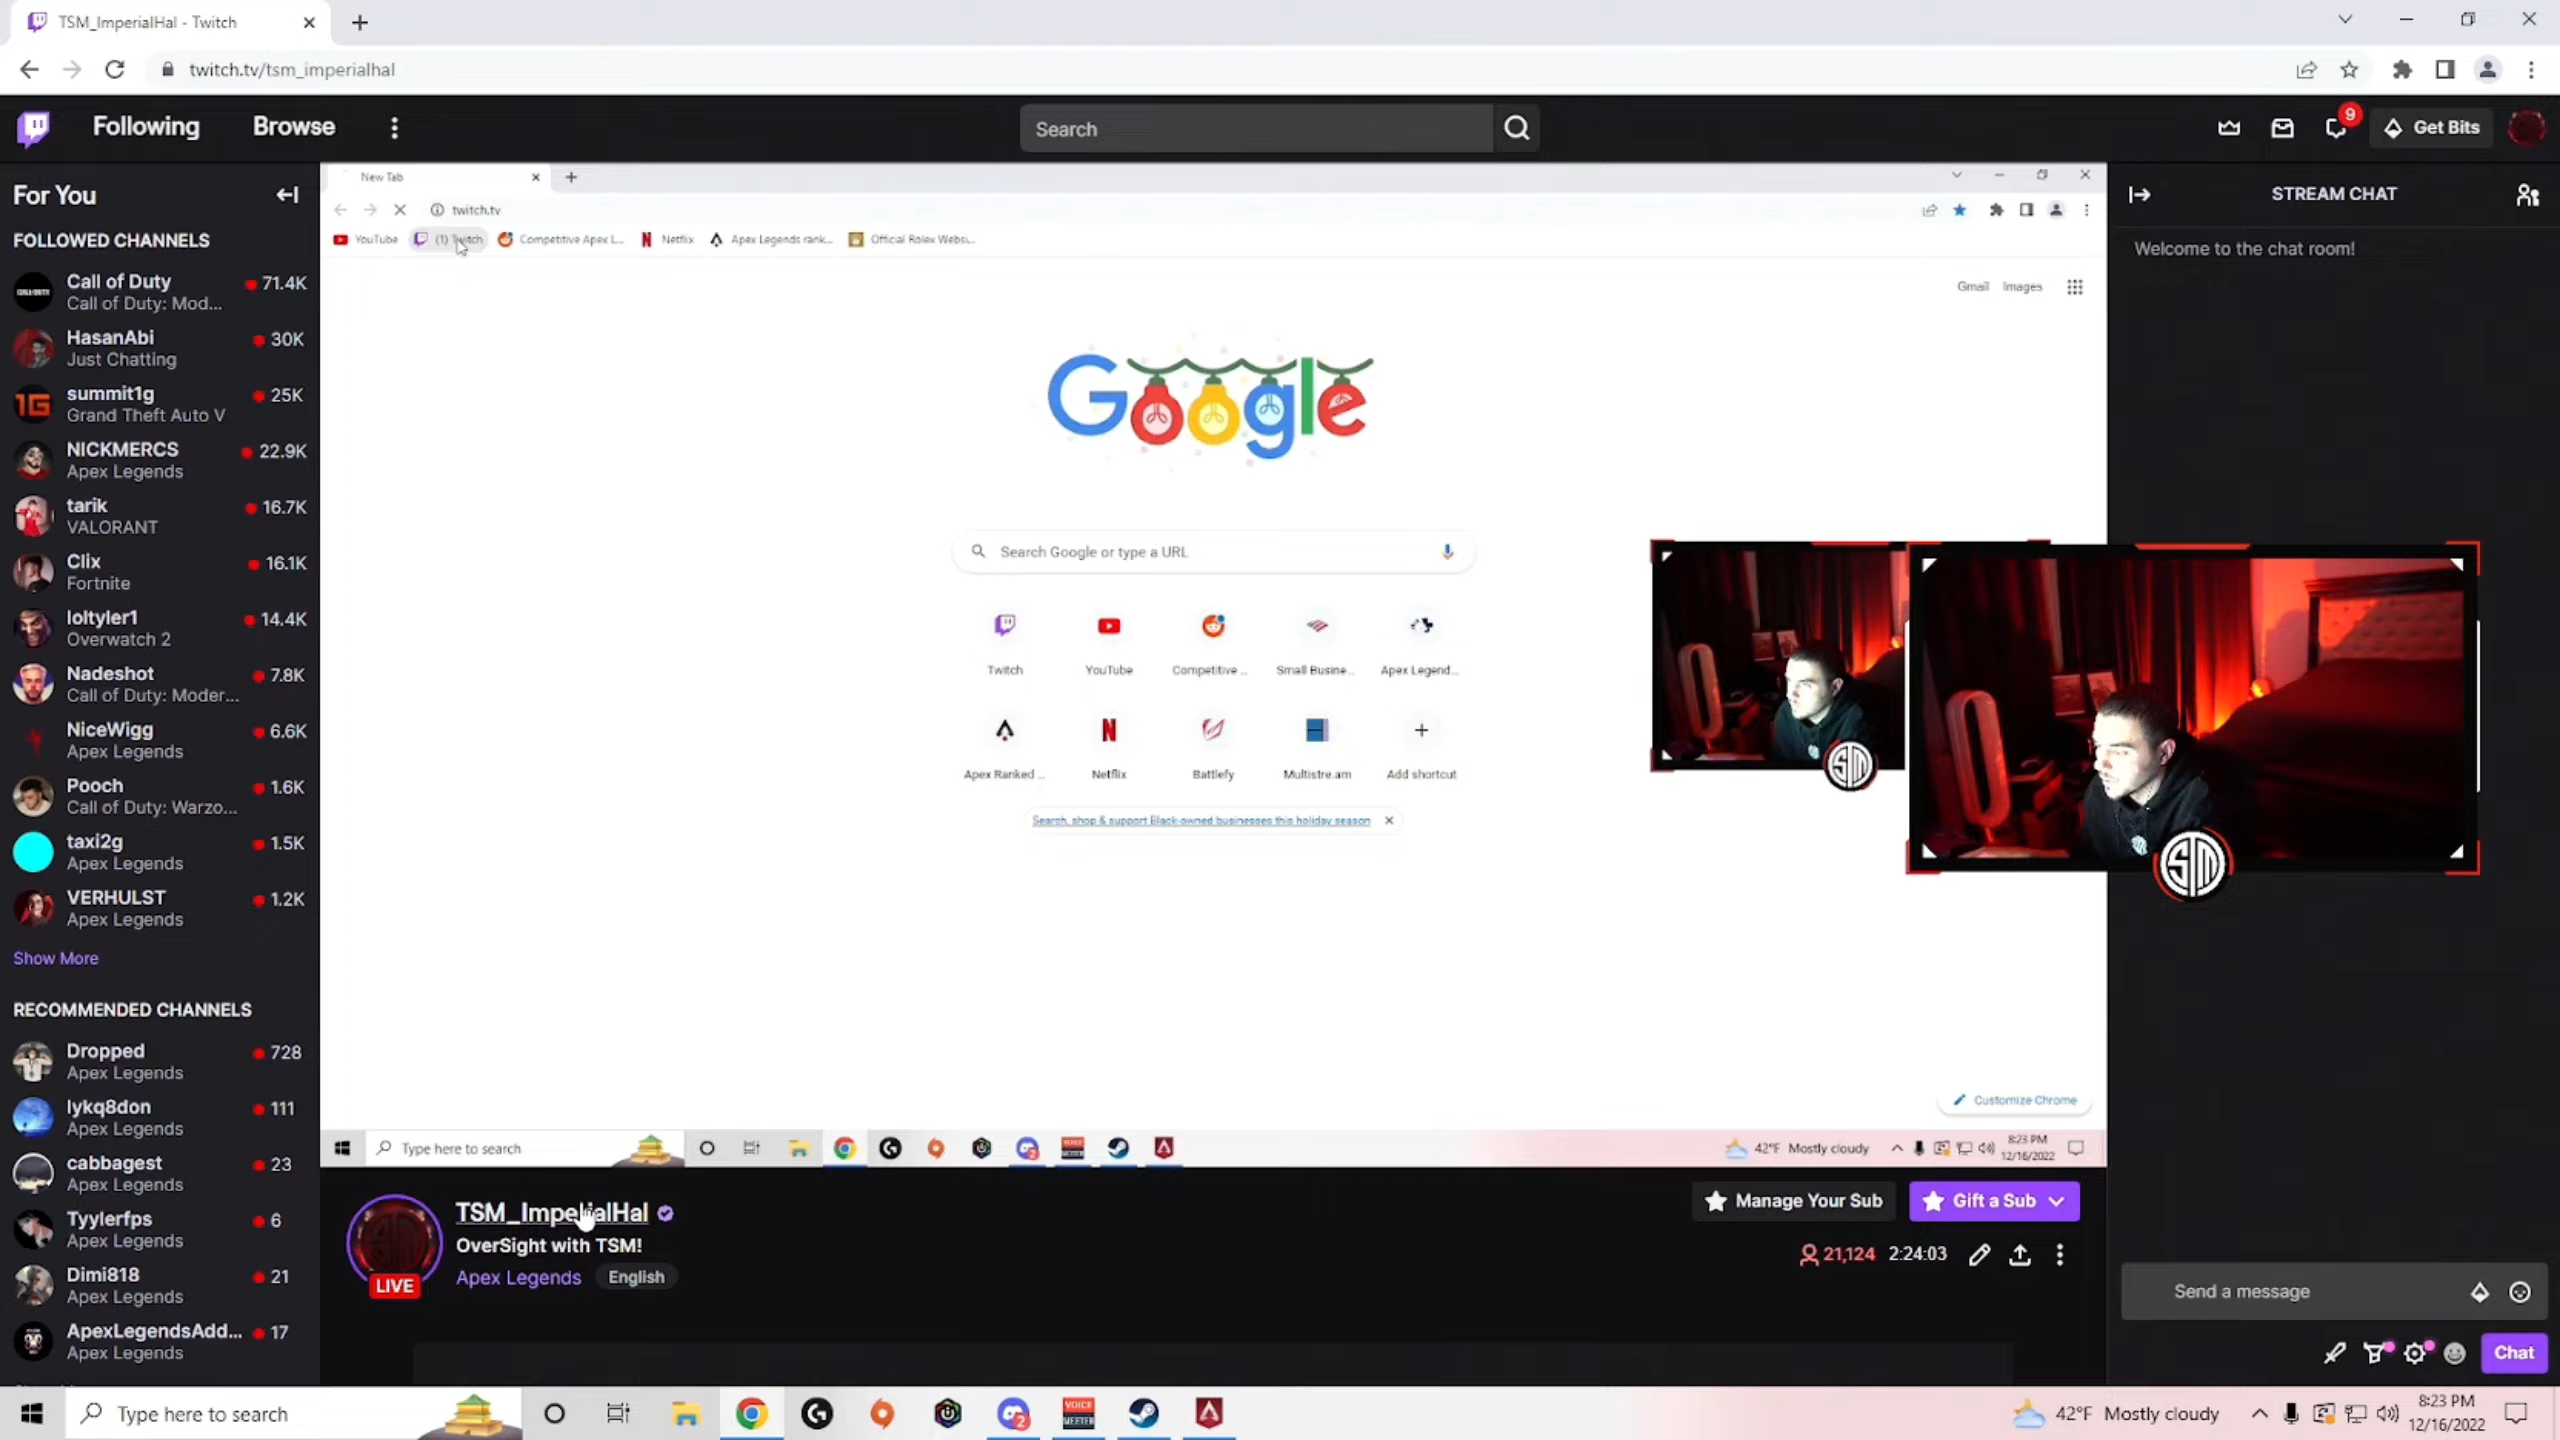 TSM_ImperialHal - Twitch
twitch.tv/tsm_imperialhal
Following
Browse
Search
9
Get Bits
For You
FOLLOWED CHANNELS
Call of Duty
71.4K
Call of Duty: Mod...
HasanAbi
30K
Just Chatting
summit1g
25K
Grand Theft Auto V
NICKMERCS
22.9K
Apex Legends
tarik
16.7K
VALORANT
Clix
16.1K
Fortnite
loltyler1
14.4K
Overwatch 2
Nadeshot
7.8K
Call of Duty: Moder...
NiceWigg
6.6K
Apex Legends
Pooch
1.6K
Call of Duty: Warzo...
taxi2g
1.5K
Apex Legends
VERHULST
1.2K
Apex Legends
Show More
RECOMMENDED CHANNELS
Dropped
728
Apex Legends
lykq8don
111
Apex Legends
cabbagest
23
Apex Legends
Tyylerfps
6
Apex Legends
Dimi818
21
Apex Legends
ApexLegendsAdd...
17
Apex Legends
New Tab
twitch.tv
YouTube
(1) Twitch
Competitive Apex L...
Netflix
Apex Legends rank...
Official Rolex Websi...
Gmail
Images
Google
Search Google or type a URL
Twitch
YouTube
Competitive ...
Small Busine...
Apex Legend...
Apex Ranked ...
Netflix
Battlefy
Multistre.am
Add shortcut
Search, shop & support Black-owned businesses this holiday season
Customize Chrome
Type here to search
VOICE MEETER
42°F Mostly cloudy
8:23 PM
12/16/2022
STREAM CHAT
Welcome to the chat room!
TSM_ImperialHal
OverSight with TSM!
Apex Legends
English
LIVE
Manage Your Sub
Gift a Sub
21,124
2:24:03
Send a message
Chat
Type here to search
2
VOICE MEETER
42°F Mostly cloudy
8:23 PM
12/16/2022